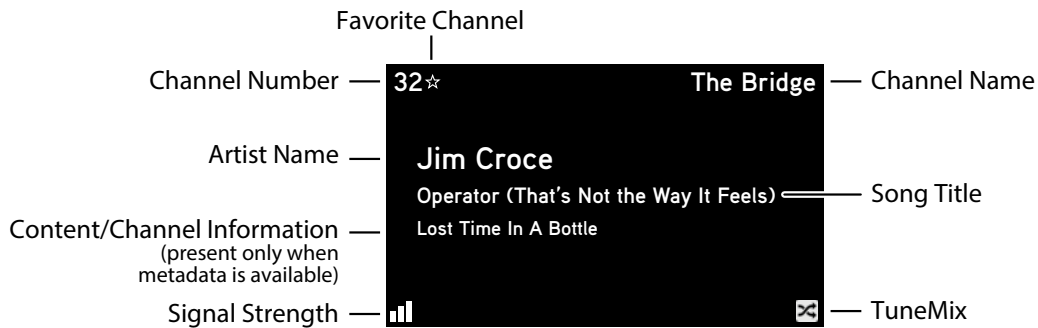 Favorite Channel
Channel Number
32☆
The Bridge
Channel Name
Artist Name
Jim Croce
Operator (That's Not the Way It Feels)
Song Title
Content/Channel Information
(present only when
metadata is available)
Lost Time In A Bottle
Signal Strength
TuneMix